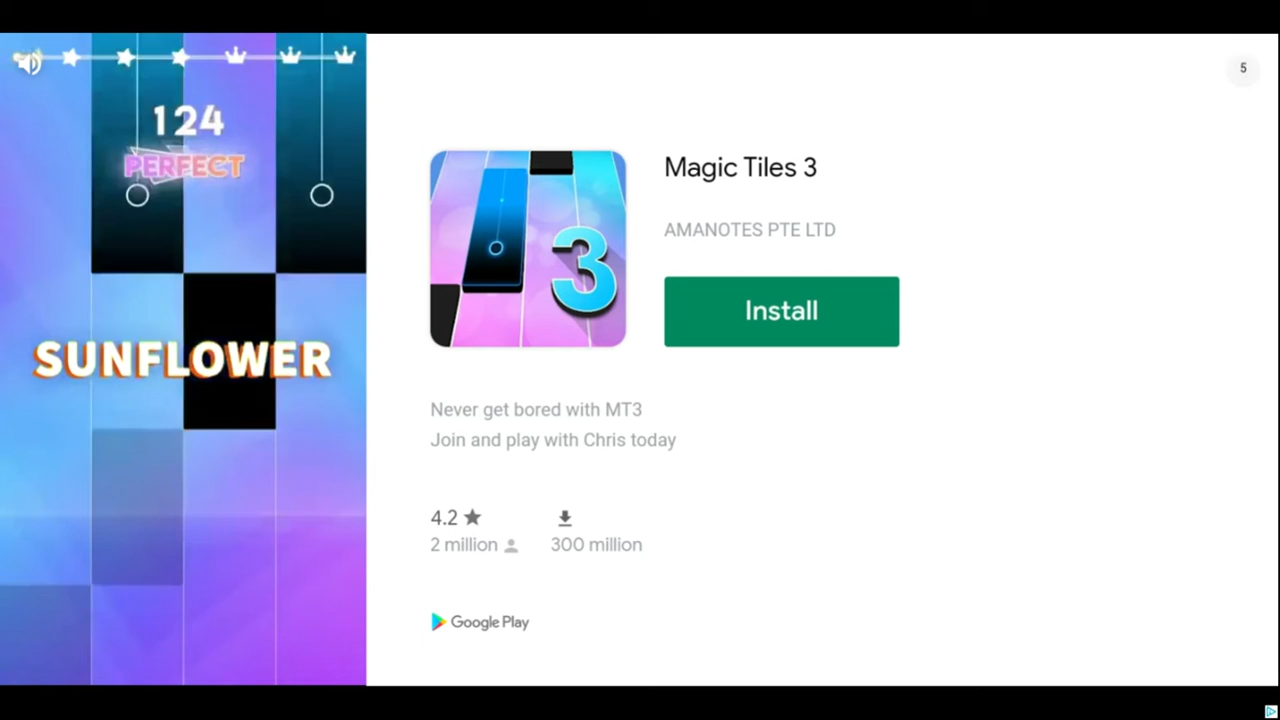 124
PERFECT
SUNFLOWER
5
3
Magic Tiles 3
AMANOTES PTE LTD
Install
Never get bored with MT3
Join and play with Chris today
4.2
2 million
300 million
Google Play